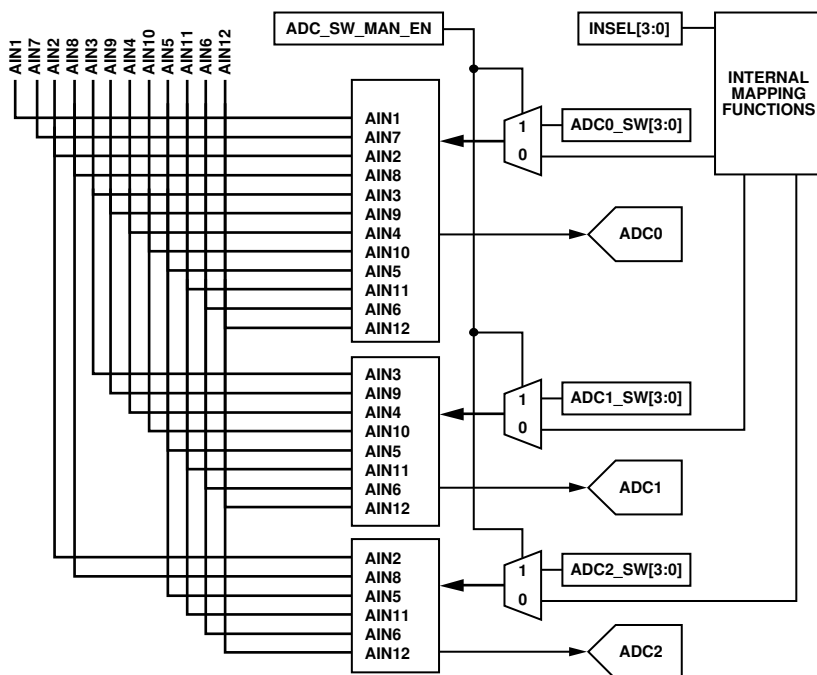 ADC_SW_MAN_EN
INSEL[3:0]
INTERNAL
MAPPING
FUNCTIONS
AIN1
AIN7
AIN2
AIN8
AIN3
AIN9
AIN4
AIN10
AIN5
AIN11
AIN6
AIN12
AIN1
AIN7
AIN2
AIN8
AIN3
AIN9
AIN4
AIN10
AIN5
AIN11
AIN6
AIN12
1
0
ADC0_SW[3:0]
ADC0
AIN3
AIN9
AIN4
AIN10
AIN5
AIN11
AIN6
AIN12
1
0
ADC1_SW[3:0]
ADC1
AIN2
AIN8
AIN5
AIN11
AIN6
AIN12
1
0
ADC2_SW[3:0]
ADC2